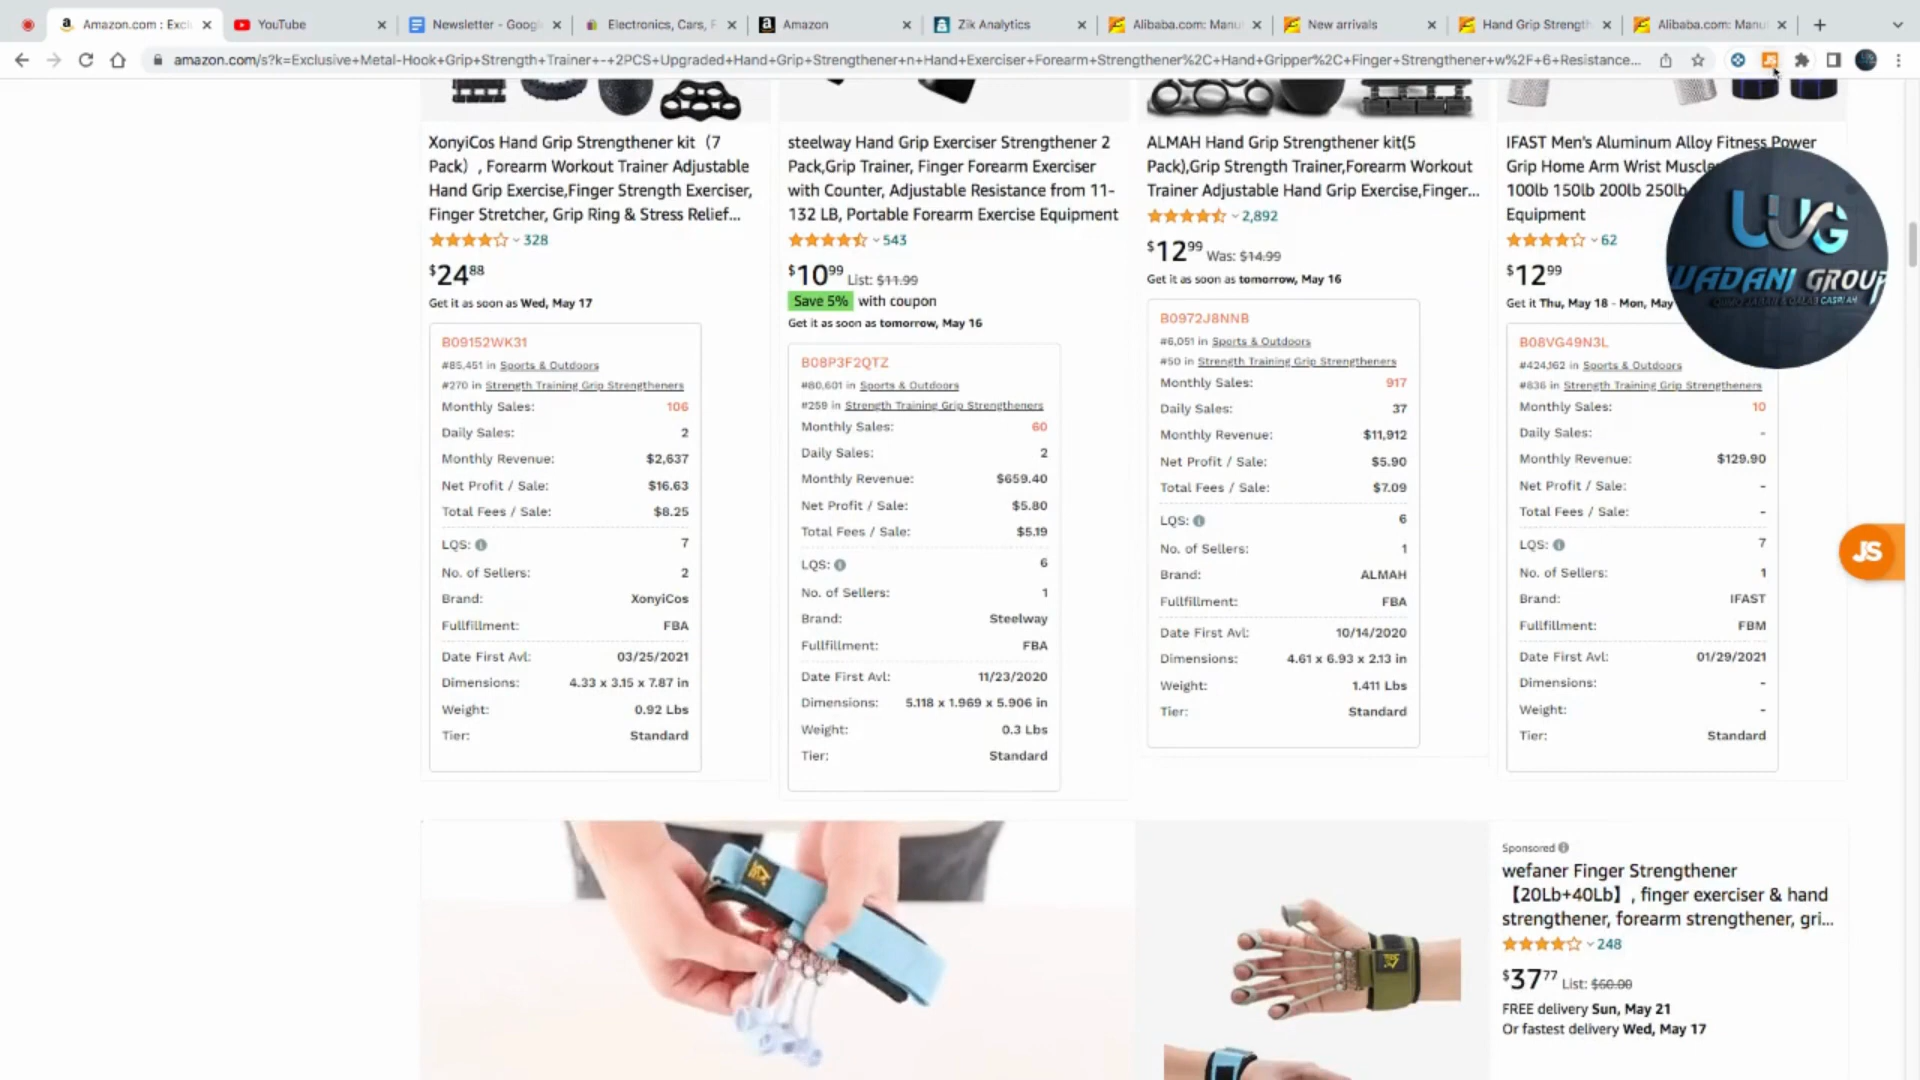 Amazon.com : Excl
YouTube
Newsletter - Googl
Electronics, Cars, F
Amazon
Zik Analytics
Alibaba.com: Manu
New arrivals
Hand Grip Strength
Alibaba.com: Manu
amazon.com/s?k=Exclusive+Metal-Hook+Grip+Strength+Trainer+-+2PCS+Upgraded+Hand+Grip+Strengthener+n+Hand+Exerciser+Forearm+Strengthener%2C+Hand+Gripper%2C+Finger+Strengthener+w%2F+6+Resistance...
XonyiCos Hand Grip Strengthener kit（7
Pack）, Forearm Workout Trainer Adjustable
Hand Grip Exercise,Finger Strength Exerciser,
Finger Stretcher, Grip Ring & Stress Relief...
328
$24 88
Get it as soon as Wed, May 17
B09152WK31
#85,451 in Sports & Outdoors
#270 in Strength Training Grip Strengtheners
Monthly Sales: 106
Daily Sales: 2
Monthly Revenue: $2,637
Net Profit / Sale: $16.63
Total Fees / Sale: $8.25
LQS: 7
No. of Sellers: 2
Brand: XonyiCos
Fullfillment: FBA
Date First Avl: 03/25/2021
Dimensions: 4.33 x 3.15 x 7.87 in
Weight: 0.92 Lbs
Tier: Standard
steelway Hand Grip Exerciser Strengthener 2
Pack,Grip Trainer, Finger Forearm Exerciser
with Counter, Adjustable Resistance from 11-
132 LB, Portable Forearm Exercise Equipment
543
$10 99 List: $11.99
Save 5% with coupon
Get it as soon as tomorrow, May 16
B08P3F2QTZ
#80,601 in Sports & Outdoors
#259 in Strength Training Grip Strengtheners
Monthly Sales: 60
Daily Sales: 2
Monthly Revenue: $659.40
Net Profit / Sale: $5.80
Total Fees / Sale: $5.19
LQS: 6
No. of Sellers: 1
Brand: Steelway
Fullfillment: FBA
Date First Avl: 11/23/2020
Dimensions: 5.118 x 1.969 x 5.906 in
Weight: 0.3 Lbs
Tier: Standard
ALMAH Hand Grip Strengthener kit(5
Pack),Grip Strength Trainer,Forearm Workout
Trainer Adjustable Hand Grip Exercise,Finger...
2,892
$12 99 Was: $14.99
Get it as soon as tomorrow, May 16
B0972J8NNB
#6,051 in Sports & Outdoors
#50 in Strength Training Grip Strengtheners
Monthly Sales: 917
Daily Sales: 37
Monthly Revenue: $11,912
Net Profit / Sale: $5.90
Total Fees / Sale: $7.09
LQS: 6
No. of Sellers: 1
Brand: ALMAH
Fullfillment: FBA
Date First Avl: 10/14/2020
Dimensions: 4.61 x 6.93 x 2.13 in
Weight: 1.411 Lbs
Tier: Standard
IFAST Men's Aluminum Alloy Fitness Power
Grip Home Arm Wrist Muscle
100lb 150lb 200lb 250lb
Equipment
62
$12 99
Get it Thu, May 18 - Mon, May
B08VG49N3L
#424,162 in Sports & Outdoors
#836 in Strength Training Grip Strengtheners
Monthly Sales: 10
Daily Sales: -
Monthly Revenue: $129.90
Net Profit / Sale: -
Total Fees / Sale: -
LQS: 7
No. of Sellers: 1
Brand: IFAST
Fullfillment: FBM
Date First Avl: 01/29/2021
Dimensions: -
Weight: -
Tier: Standard
WADANI GROUP
JS
Sponsored
wefaner Finger Strengthener
【20Lb+40Lb】, finger exerciser & hand
strengthener, forearm strengthener, gri...
248
$37 77 List: $60.00
FREE delivery Sun, May 21
Or fastest delivery Wed, May 17